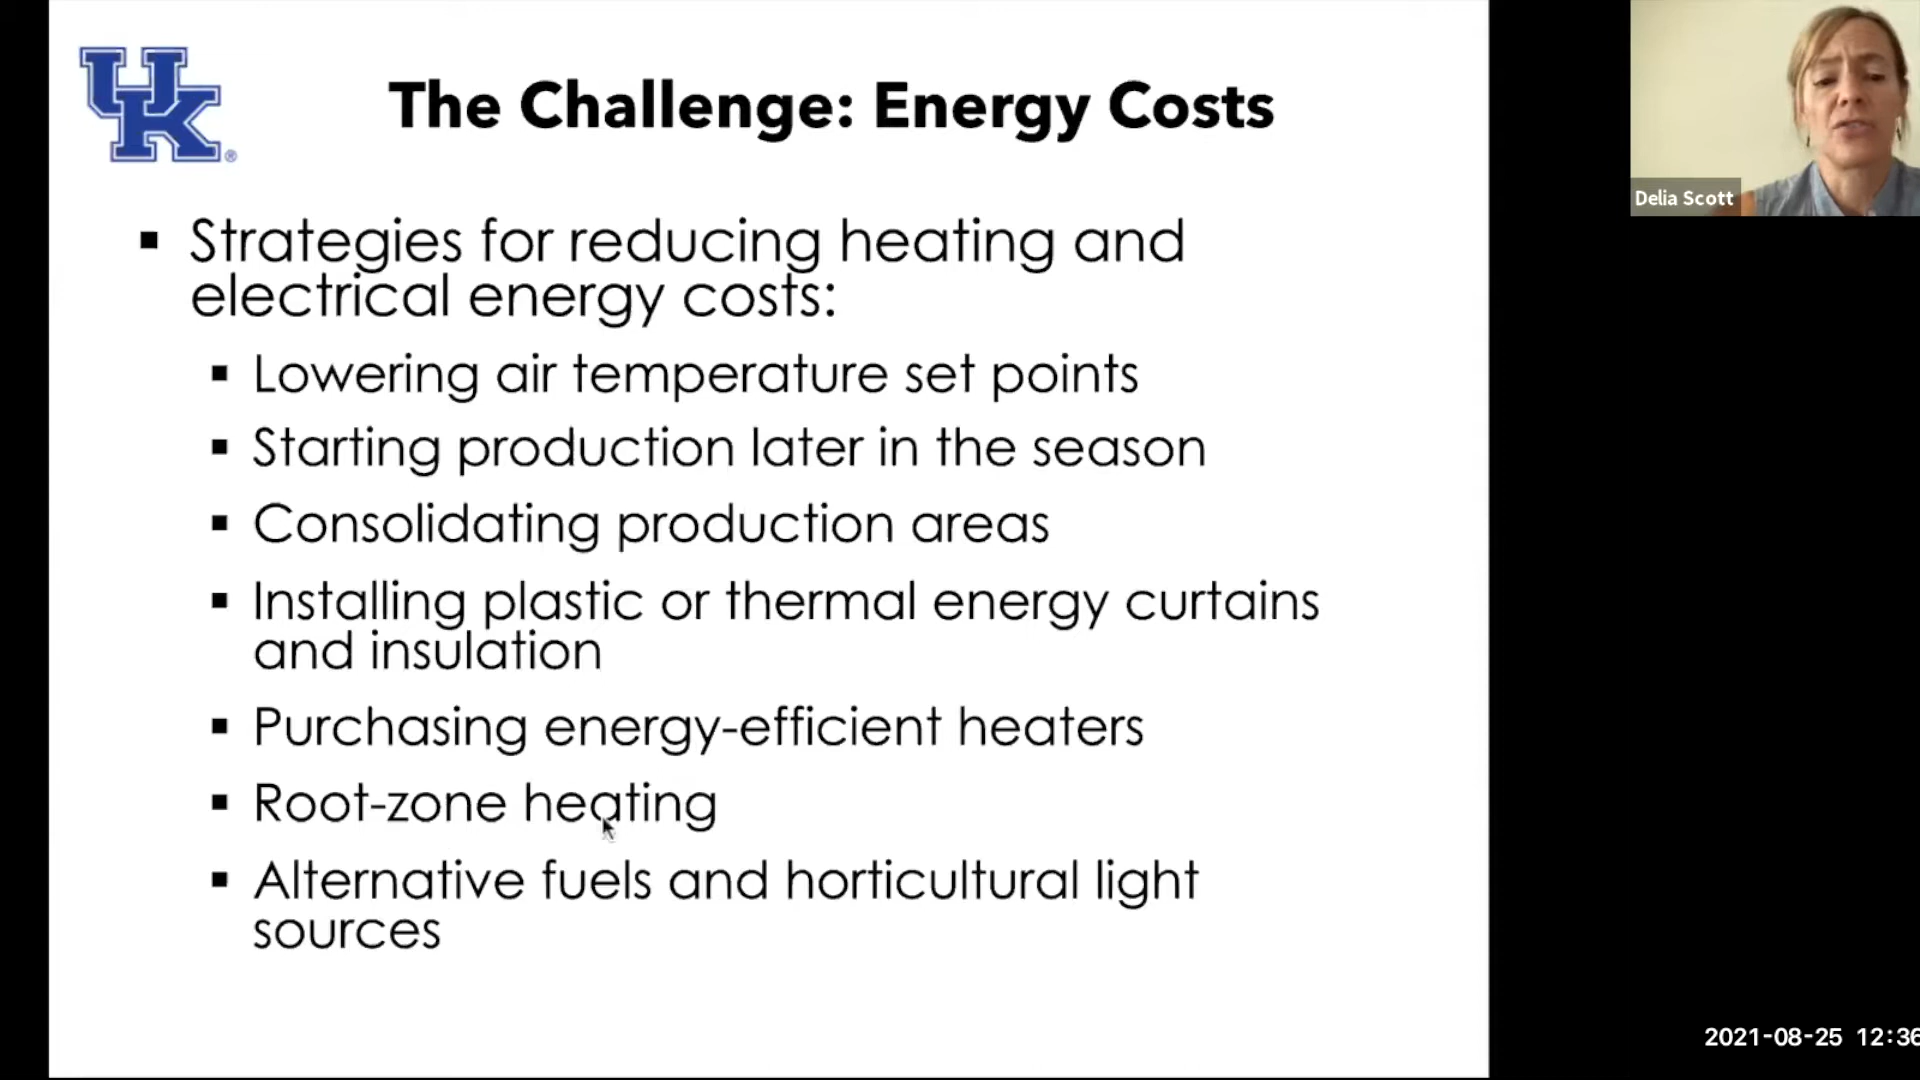 UK®
The Challenge: Energy Costs
Delia Scott
▪ Strategies for reducing heating and
electrical energy costs:
▪ Lowering air temperature set points
▪ Starting production later in the season
▪ Consolidating production areas
▪ Installing plastic or thermal energy curtains
and insulation
▪ Purchasing energy-efficient heaters
▪ Root-zone heating
▪ Alternative fuels and horticultural light
sources
2021-08-25 12:36